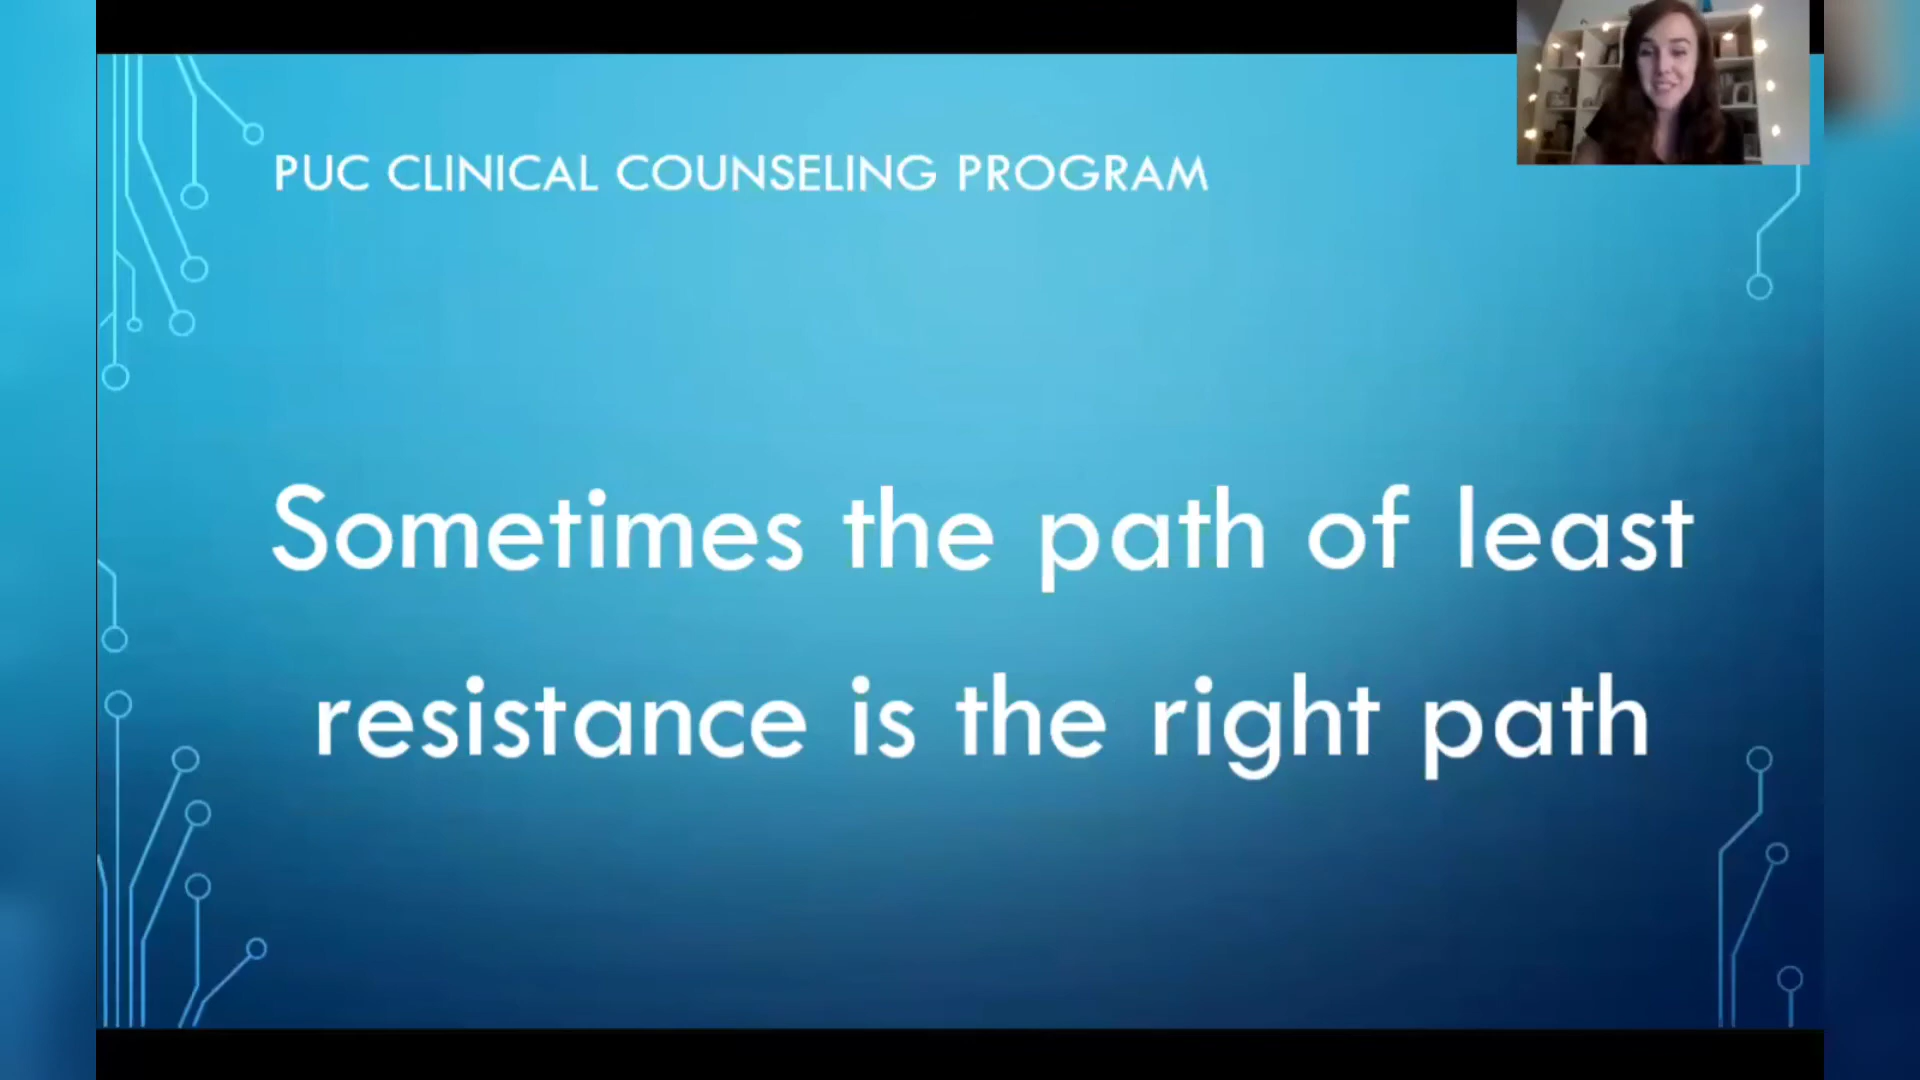 PUC CLINICAL COUNSELING PROGRAM
Sometimes the path of least
resistance is the right path